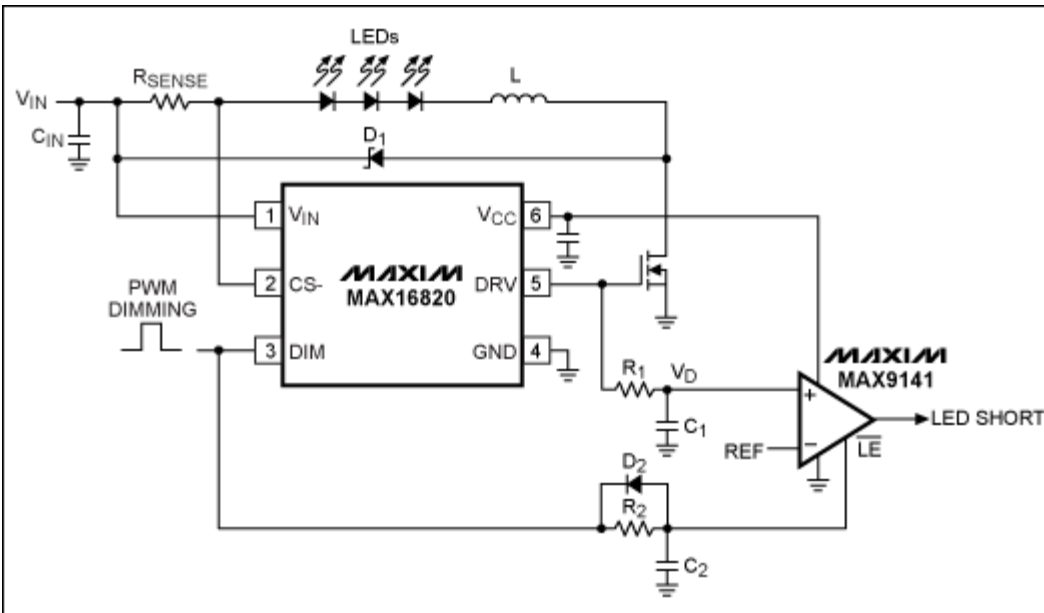 LEDs
RSENSE
L
VIN
CIN
D1
1 VIN
VCC 6
2 CS-
MAXIM
MAX16820
DRV 5
PWM
DIMMING
3 DIM
GND 4
R1
VD
MAXIM
MAX9141
+
C1
LED SHORT
REF
−
LE
D2
R2
C2